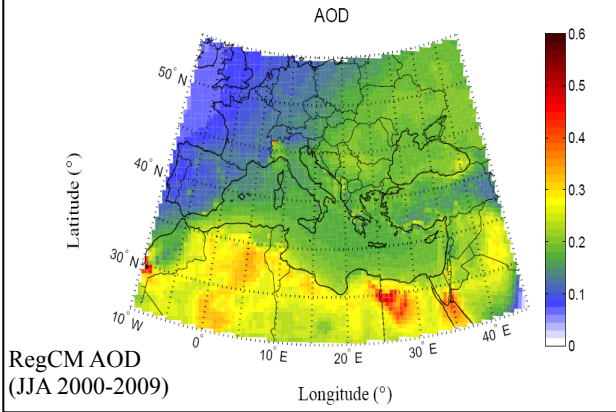 AOD
50° N
40° N
30° N
10° W
0°
10° E
20° E
30° E
40° E
Latitude (°)
Longitude (°)
0.6
0.5
0.4
0.3
0.2
0.1
0
RegCM AOD
(JJA 2000-2009)